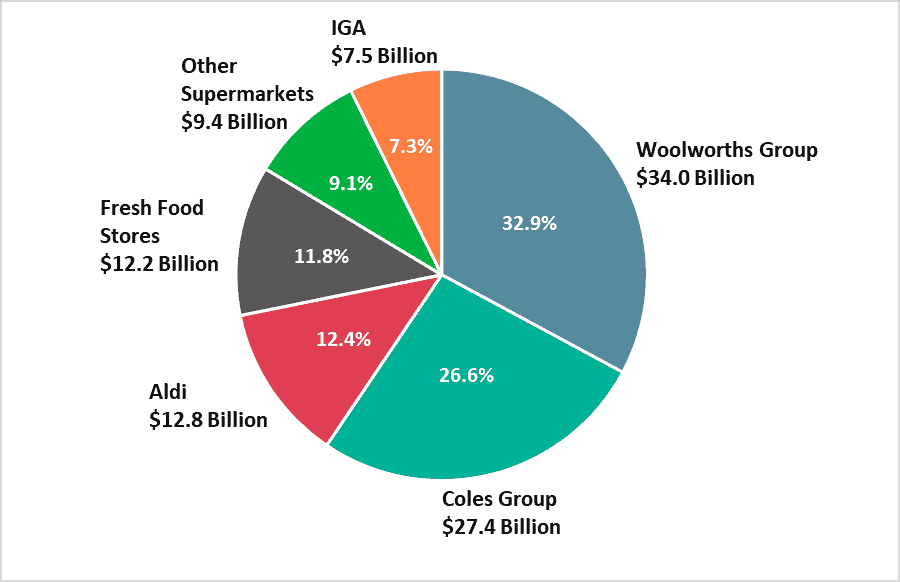 IGA
$7.5 Billion
Other
Supermarkets
$9.4 Billion
7.3%
Woolworths Group
$34.0 Billion
9.1%
Fresh Food
Stores
$12.2 Billion
32.9%
11.8%
12.4%
26.6%
Aldi
$12.8 Billion
Coles Group
$27.4 Billion